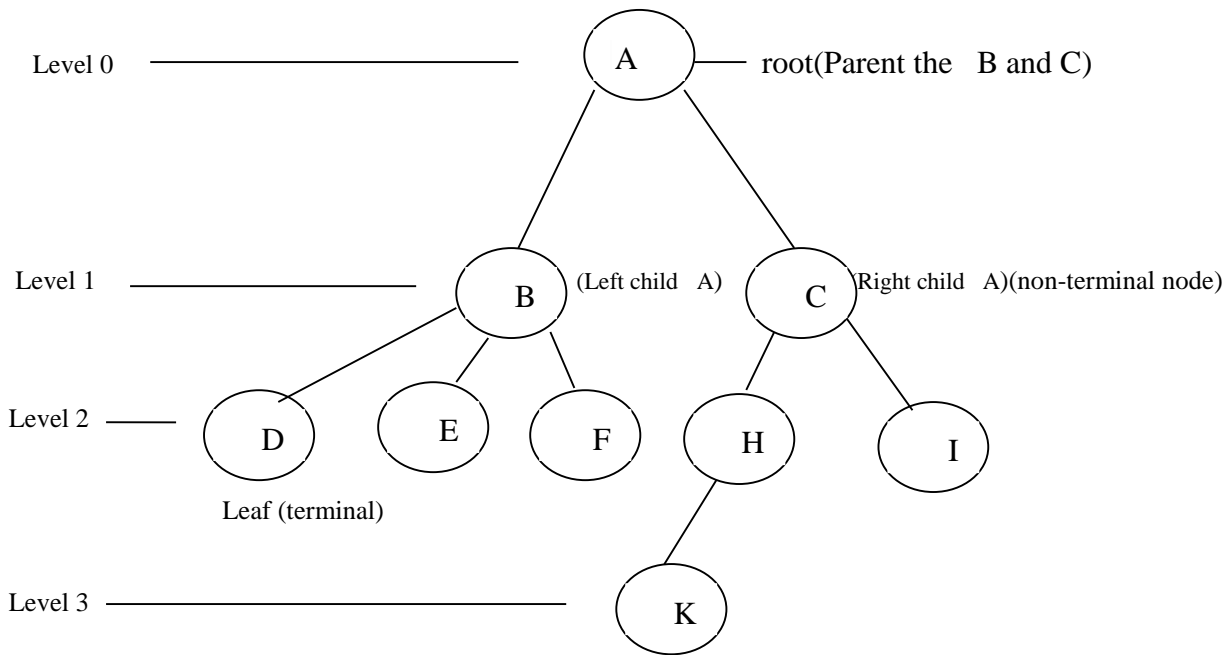 Level 0
A
root(Parent the B and C)
Level 1
B
(Left child A)
C
(Right child A)(non-terminal node)
Level 2
D
E
F
H
I
Leaf (terminal)
Level 3
K